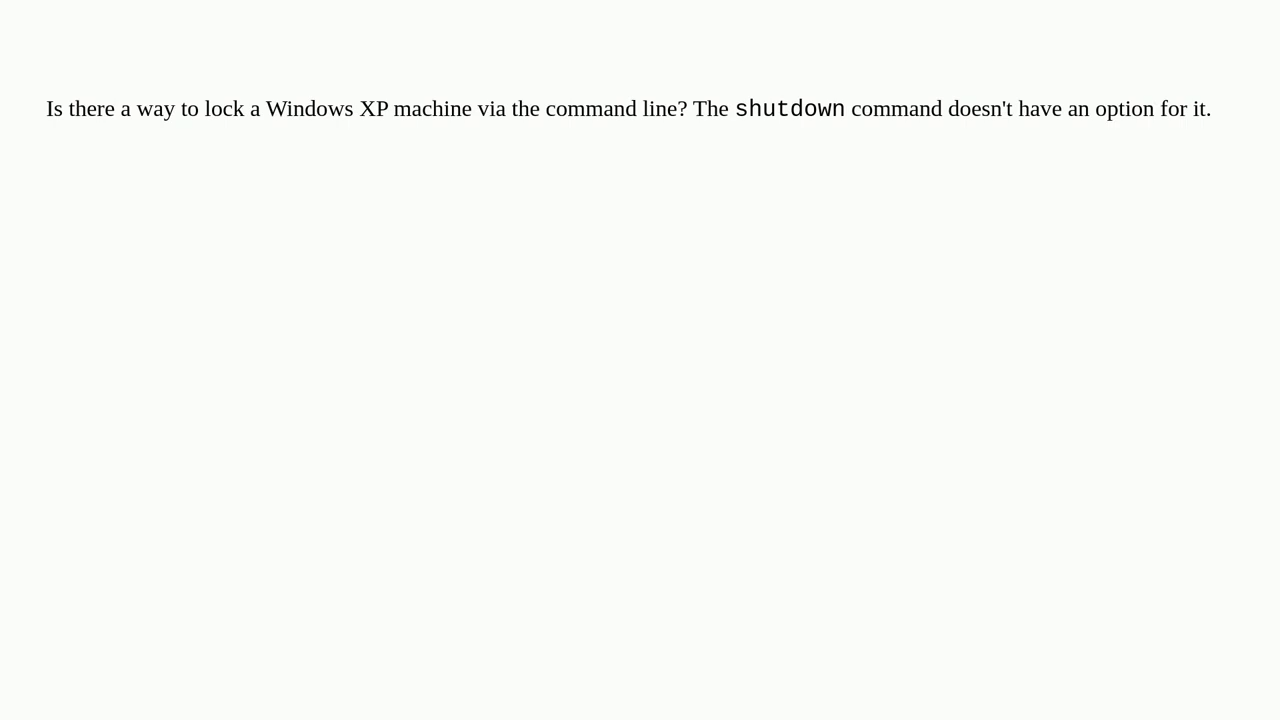 Is there a way to lock a Windows XP machine via the command line? The shutdown command doesn't have an option for it.